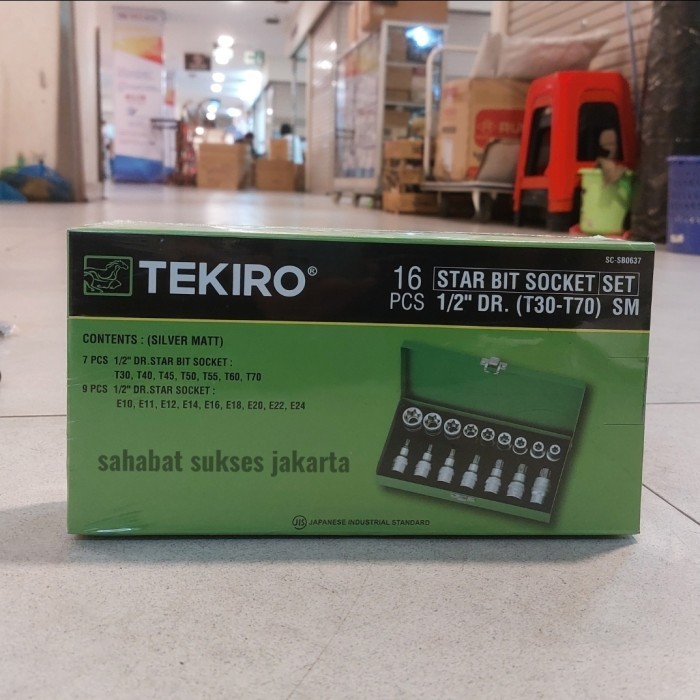 TEKIRO®
SC-SB0637
16 PCS
STAR BIT SOCKET SET
1/2" DR. (T30-T70) SM
CONTENTS : (SILVER MATT)
7 PCS 1/2" DR.STAR BIT SOCKET :
T30, T40, T45, T50, T55, T60, T70
9 PCS 1/2" DR.STAR SOCKET :
E10, E11, E12, E14, E16, E18, E20, E22, E24
sahabat sukses jakarta
JIS JAPANESE INDUSTRIAL STANDARD